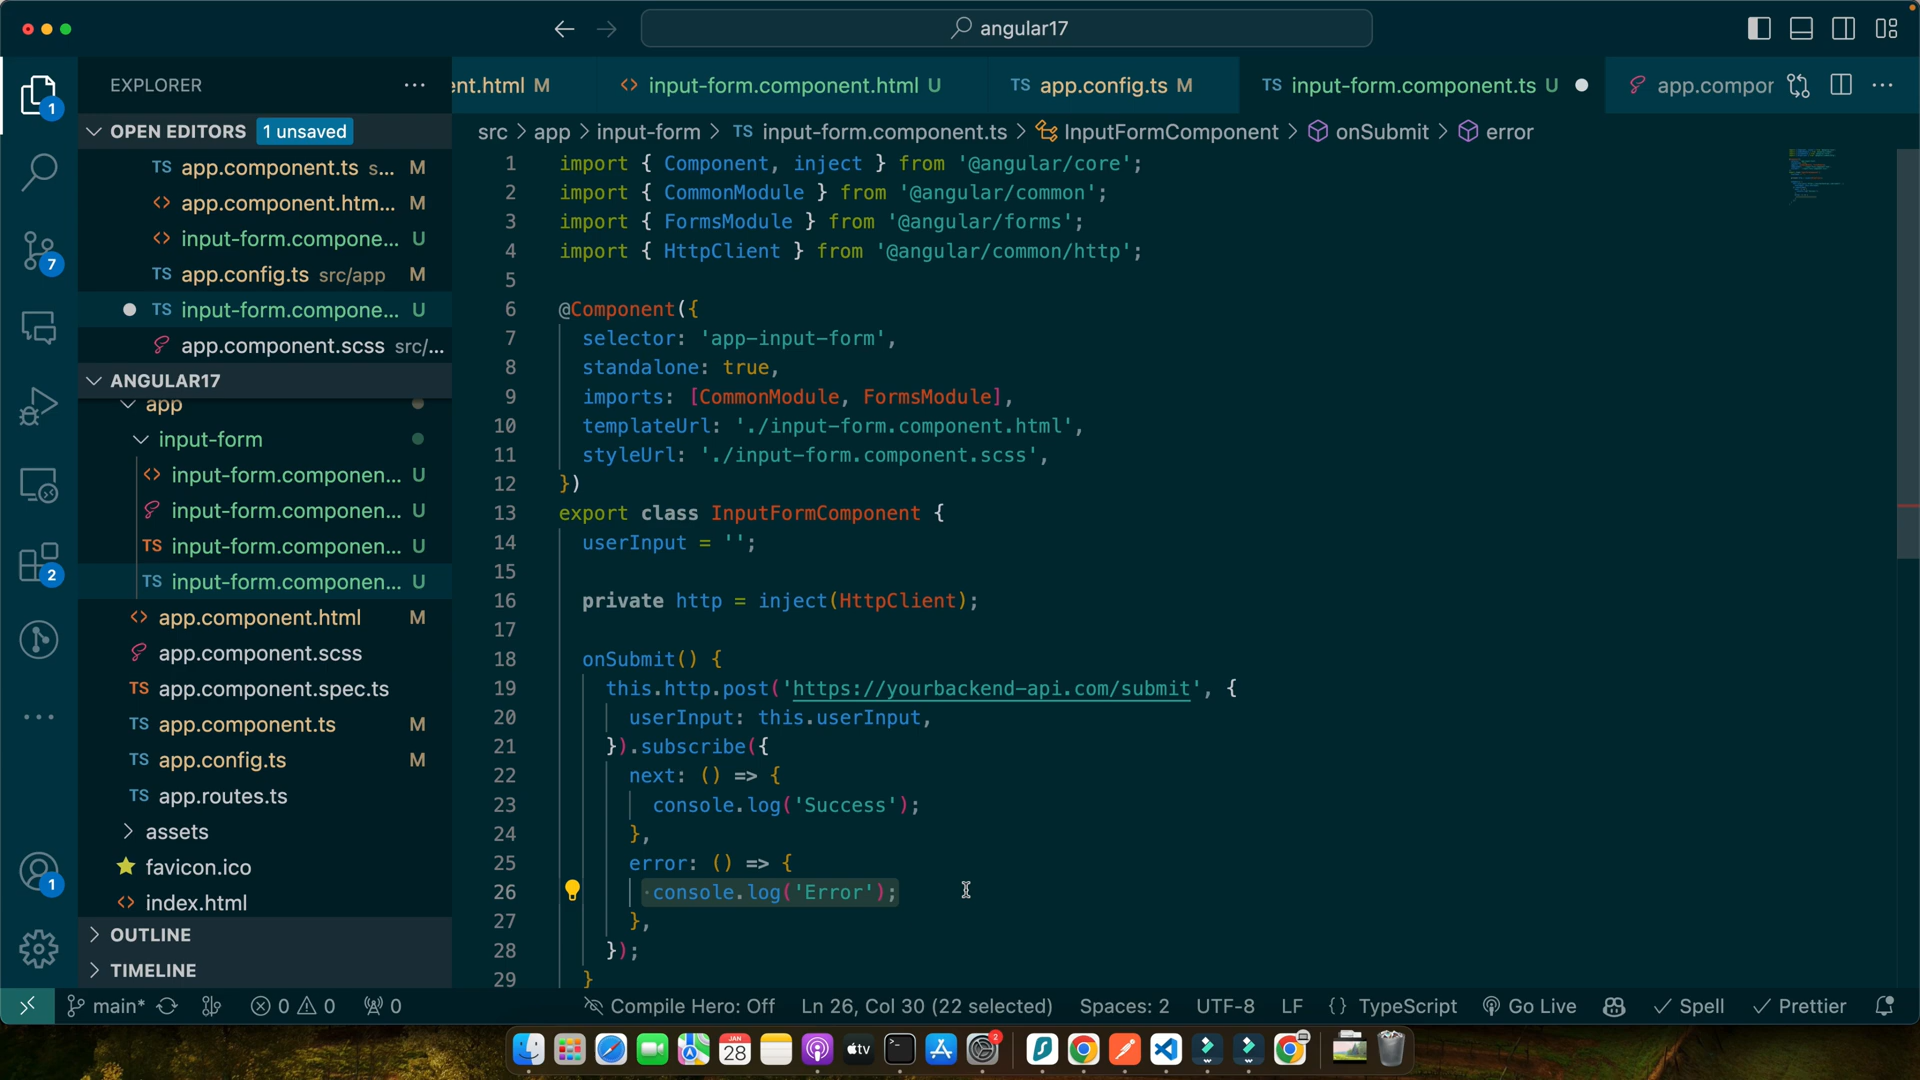 angular17
EXPLORER
ent.html M
input-form.component.html U
TS app.config.ts M
TS input-form.component.ts U
app.compor
1
OPEN EDITORS 1 unsaved
src > app > input-form > TS input-form.component.ts > InputFormComponent > onSubmit > error
TS app.component.ts s... M
app.component.htm... M
input-form.compone... U
TS app.config.ts src/app M
TS input-form.compone... U
app.component.scss src/...
7
ANGULAR17
app
input-form
input-form.componen... U
input-form.componen... U
TS input-form.componen... U
TS input-form.componen... U
2
app.component.html M
app.component.scss
TS app.component.spec.ts
TS app.component.ts M
TS app.config.ts M
TS app.routes.ts
assets
favicon.ico
index.html
1
OUTLINE
TIMELINE
1 import { Component, inject } from '@angular/core';
2 import { CommonModule } from '@angular/common';
3 import { FormsModule } from '@angular/forms';
4 import { HttpClient } from '@angular/common/http';
5
6 @Component({
7 selector: 'app-input-form',
8 standalone: true,
9 imports: [CommonModule, FormsModule],
10 templateUrl: './input-form.component.html',
11 styleUrl: './input-form.component.scss',
12 })
13 export class InputFormComponent {
14 userInput = '';
15
16 private http = inject(HttpClient);
17
18 onSubmit() {
19 this.http.post('https://yourbackend-api.com/submit', {
20 userInput: this.userInput,
21 }).subscribe({
22 next: () => {
23 console.log('Success');
24 },
25 error: () => {
26 console.log('Error');
27 },
28 });
29 }
main* 0 0 0 Compile Hero: Off Ln 26, Col 30 (22 selected) Spaces: 2 UTF-8 LF {} TypeScript Go Live Spell Prettier
JAN
28
tv
2